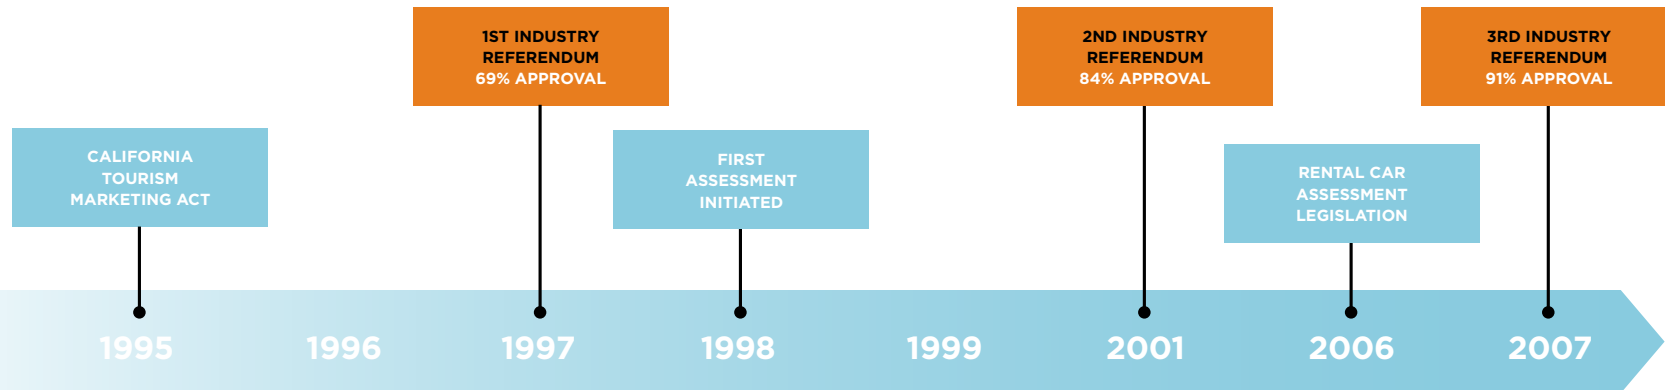 1ST INDUSTRY
REFERENDUM
69% APPROVAL
2ND INDUSTRY
REFERENDUM
84% APPROVAL
3RD INDUSTRY
REFERENDUM
91% APPROVAL
CALIFORNIA
TOURISM
MARKETING ACT
FIRST
ASSESSMENT
INITIATED
RENTAL CAR
ASSESSMENT
LEGISLATION
1995 1996 1997 1998 1999 2001 2006 2007